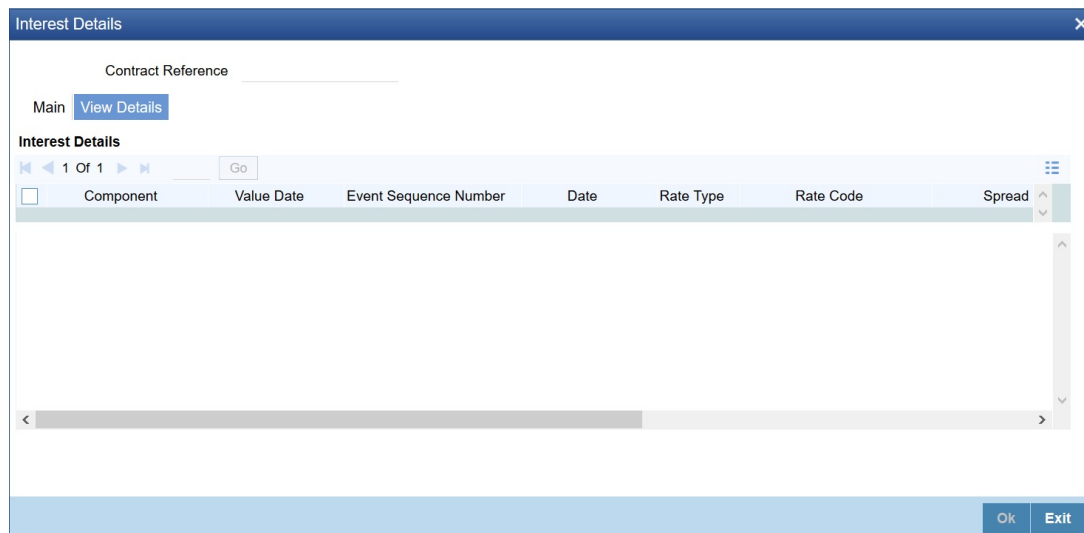 Interest Details
Contract Reference
Main View Details
Interest Details
1 Of 1 Go
Component Value Date Event Sequence Number Date Rate Type Rate Code Spread
Ok Exit